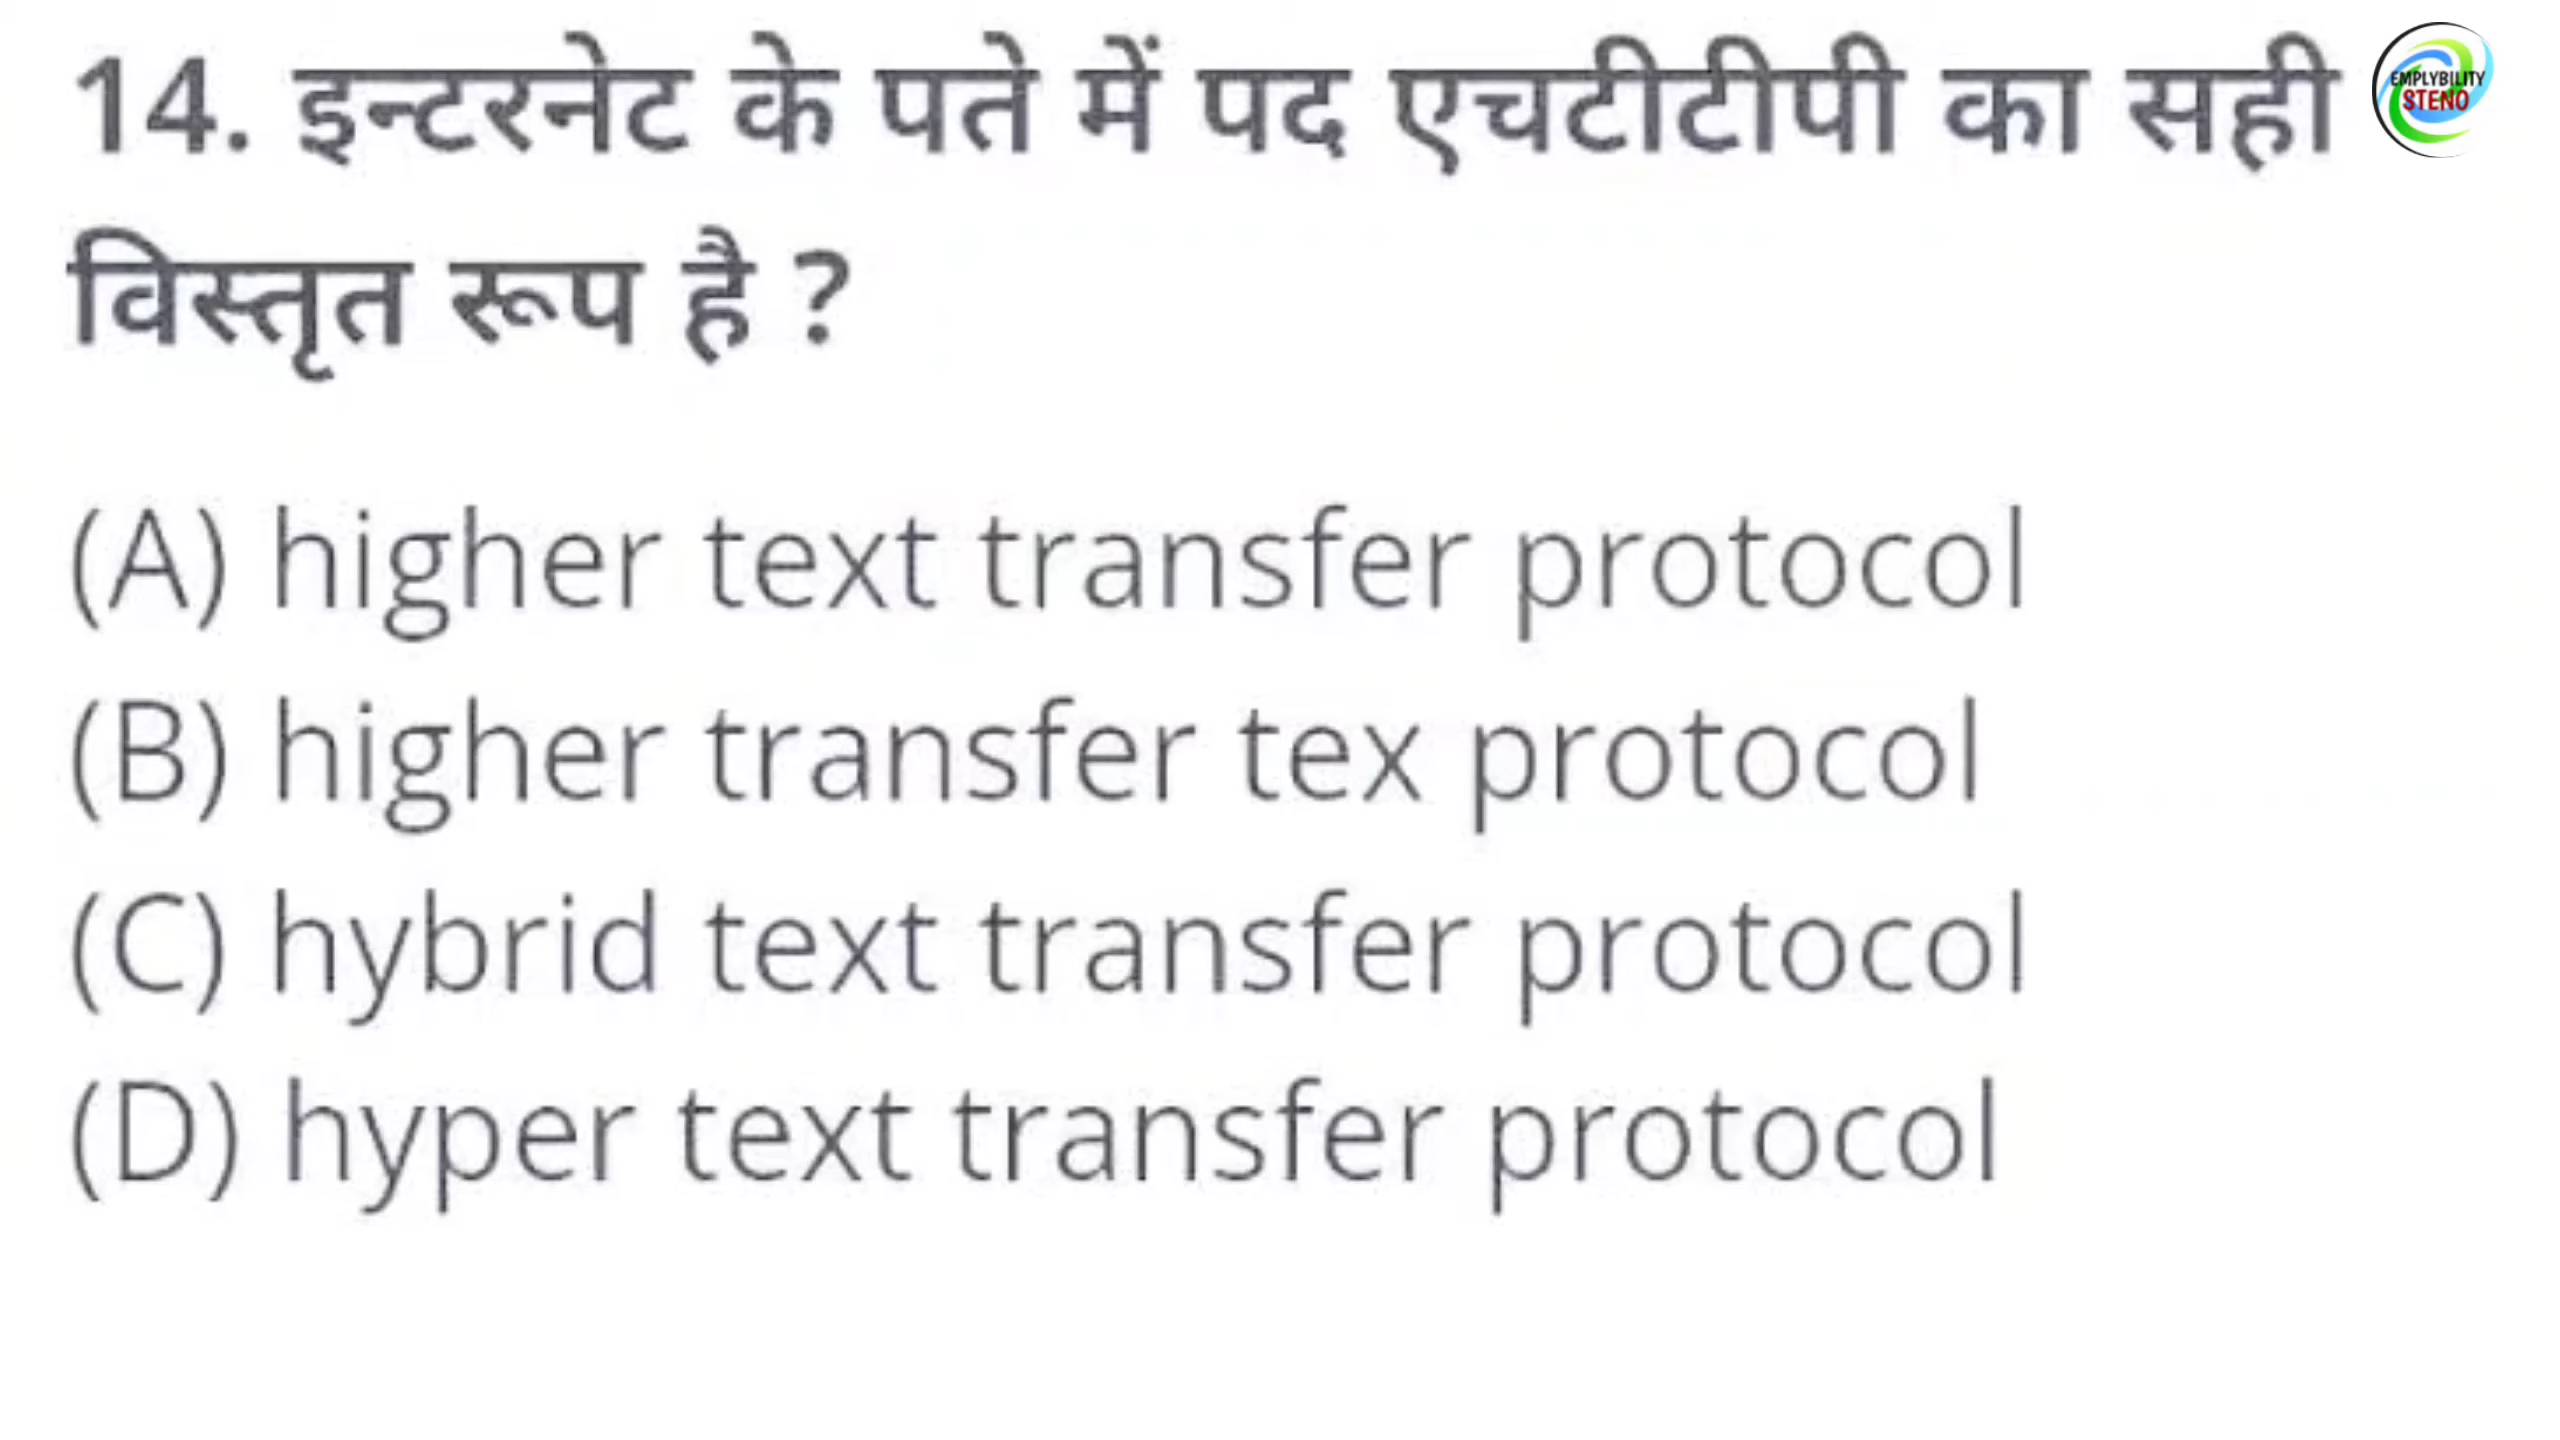 14. इन्टरनेट के पते में पद एचटीटीपी का सही
EMPLYBILITY
STENO
विस्तृत रूप है ?
(A) higher text transfer protocol
(B) higher transfer tex protocol
(C) hybrid text transfer protocol
(D) hyper text transfer protocol